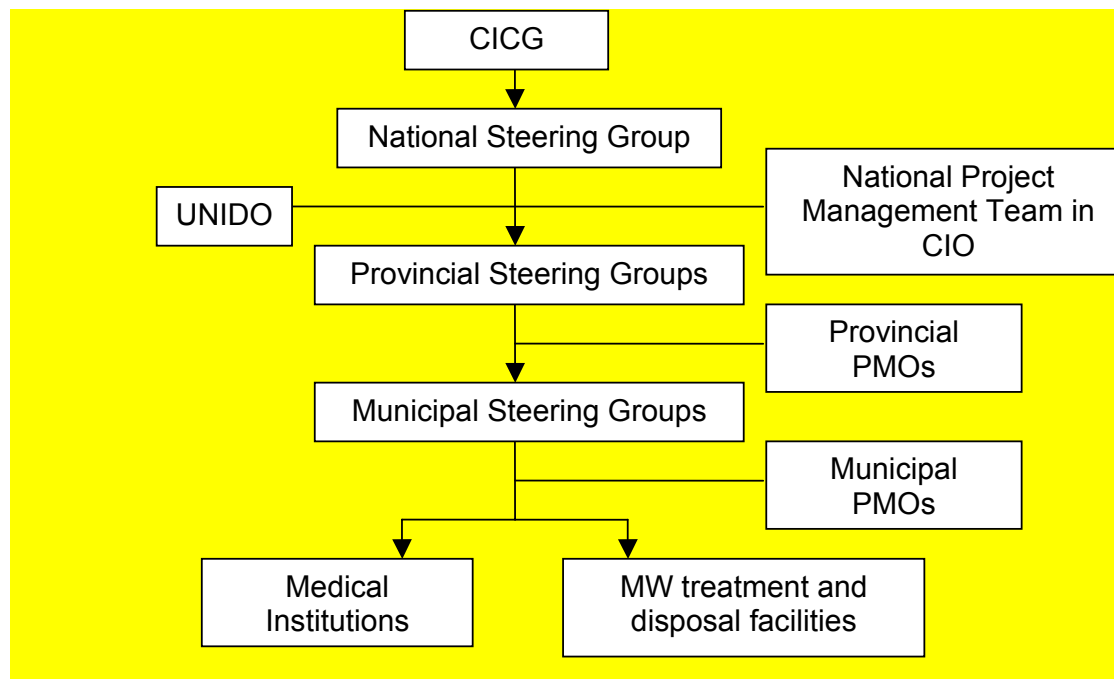 CICG
National Steering Group
UNIDO
National Project
Management Team in
CIO
Provincial Steering Groups
Provincial
PMOs
Municipal Steering Groups
Municipal
PMOs
Medical
Institutions
MW treatment and
disposal facilities